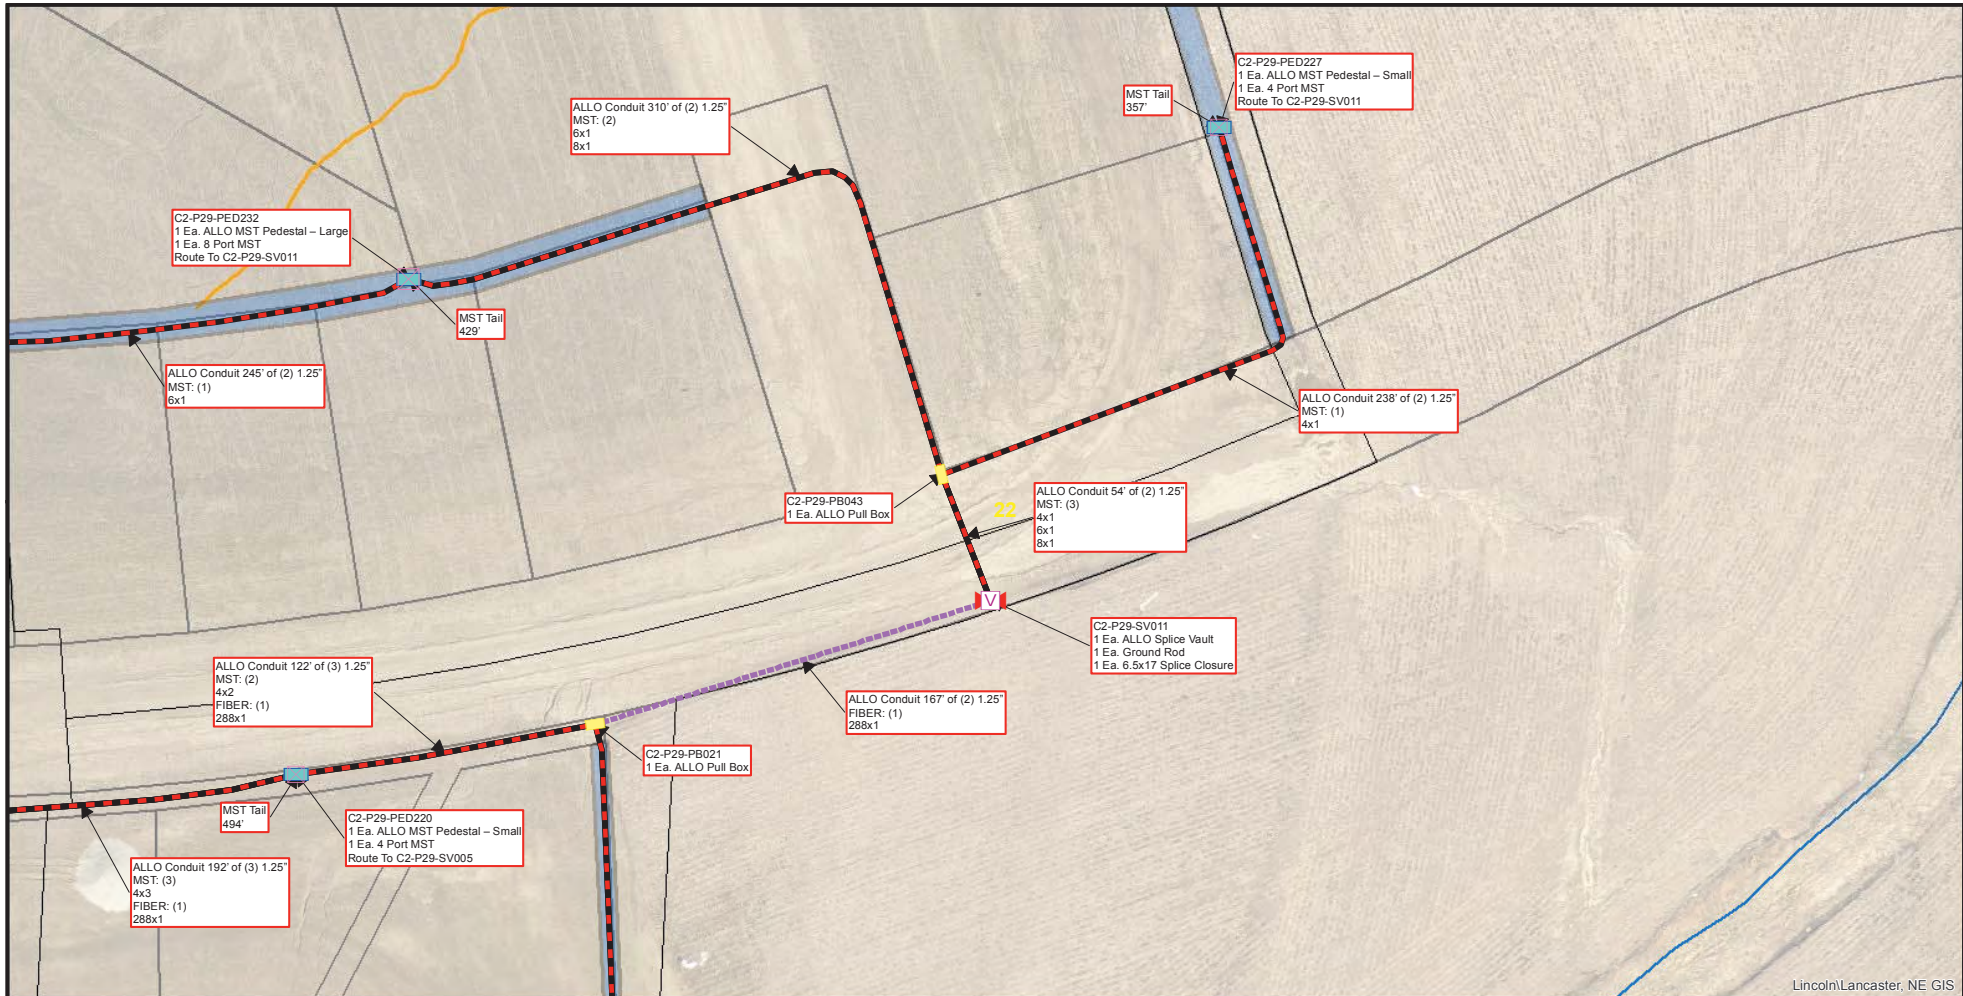 C2-P29-PED227
1 Ea. ALLO MST Pedestal – Small
1 Ea. 4 Port MST
Route To C2-P29-SV011
MST Tail
357'
ALLO Conduit 310' of (2) 1.25"
MST: (2)
6x1
8x1
C2-P29-PED232
1 Ea. ALLO MST Pedestal – Large
1 Ea. 8 Port MST
Route To C2-P29-SV011
MST Tail
429'
ALLO Conduit 245' of (2) 1.25"
MST: (1)
6x1
ALLO Conduit 238' of (2) 1.25"
MST: (1)
4x1
C2-P29-PB043
1 Ea. ALLO Pull Box
22
ALLO Conduit 54' of (2) 1.25"
MST: (3)
4x1
6x1
8x1
V
C2-P29-SV011
1 Ea. ALLO Splice Vault
1 Ea. Ground Rod
1 Ea. 6.5x17 Splice Closure
ALLO Conduit 122' of (3) 1.25"
MST: (2)
4x2
FIBER: (1)
288x1
ALLO Conduit 167' of (2) 1.25"
FIBER: (1)
288x1
C2-P29-PB021
1 Ea. ALLO Pull Box
MST Tail
494'
C2-P29-PED220
1 Ea. ALLO MST Pedestal – Small
1 Ea. 4 Port MST
Route To C2-P29-SV005
ALLO Conduit 192' of (3) 1.25"
MST: (3)
4x3
FIBER: (1)
288x1
Lincoln\Lancaster, NE GIS